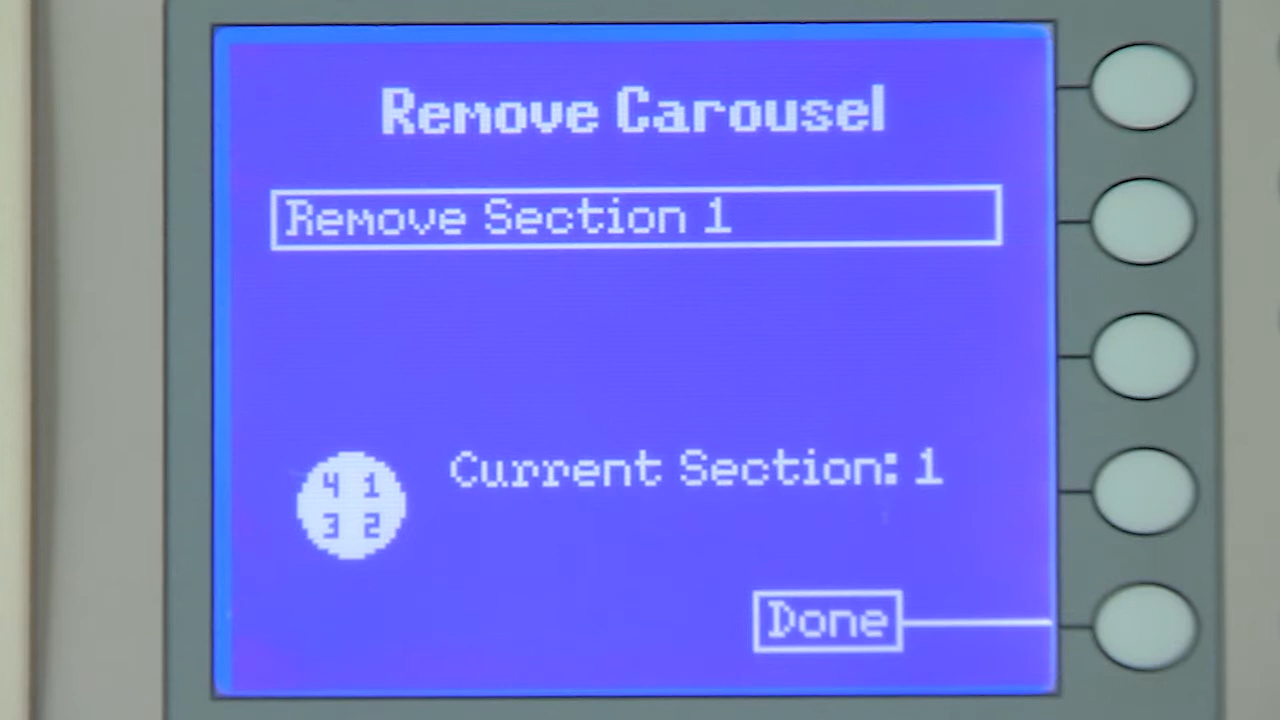 Remove Carousel
Remove Section 1
Current Section: 1
4 1
3 2
Done